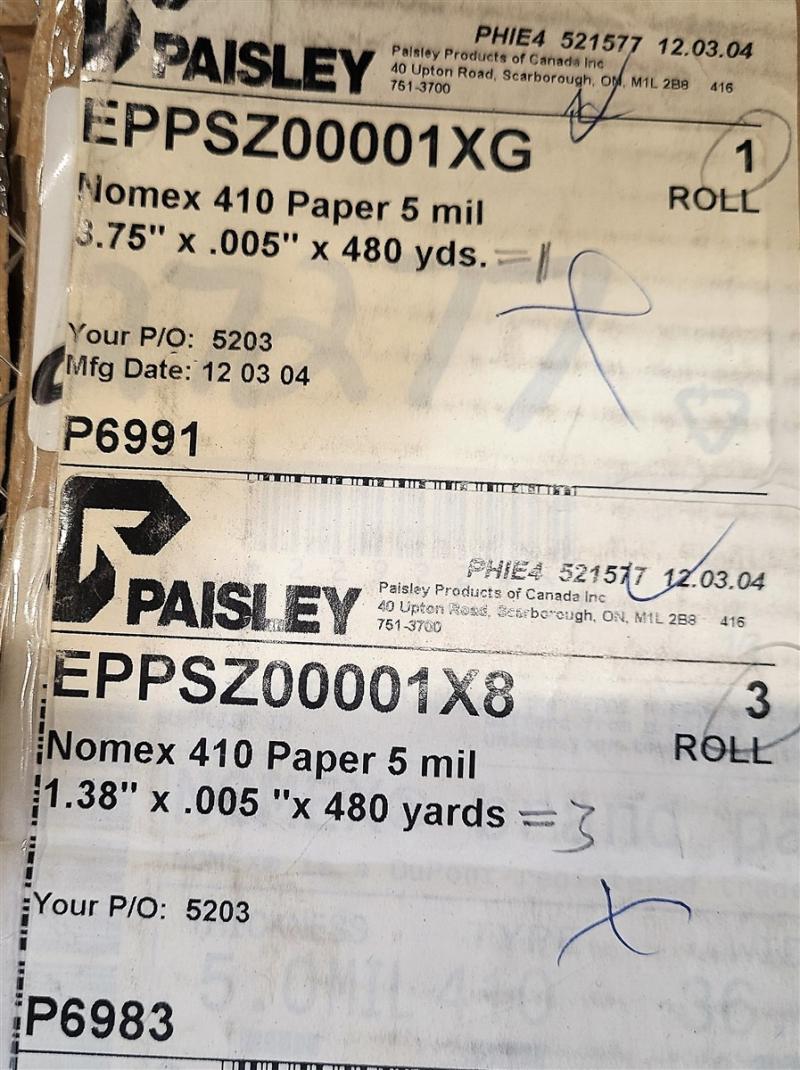 PHIE4 521577 12.03.04
PAISLEY
Paisley Products of Canada Inc
40 Upton Road, Scarborough, ON, M1L 2B8 416
751-3700
EPPSZ00001XG
1
ROLL
Nomex 410 Paper 5 mil
3.75" x .005" x 480 yds. = 1
Your P/O: 5203
Mfg Date: 12 03 04
P6991
PHIE4 521577 12.03.04
PAISLEY
Paisley Products of Canada Inc
40 Upton Road, Scarborough, ON, M1L 2B8 416
751-3700
EPPSZ00001X8
3
ROLL
Nomex 410 Paper 5 mil
1.38" x .005 "x 480 yards = 3
Your P/O: 5203
5.0MIL 410 36
P6983